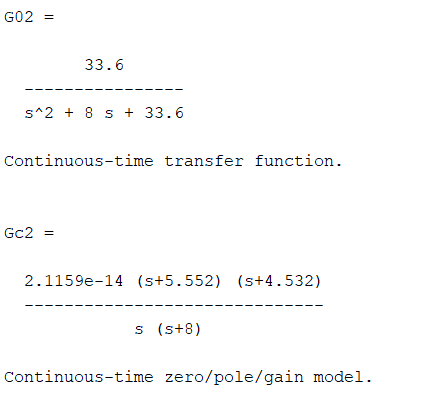 G02 =
33.6
----------------
s^2 + 8 s + 33.6
Continuous-time transfer function.
Gc2 =
2.1159e-14 (s+5.552) (s+4.532)
------------------------------
s (s+8)
Continuous-time zero/pole/gain model.